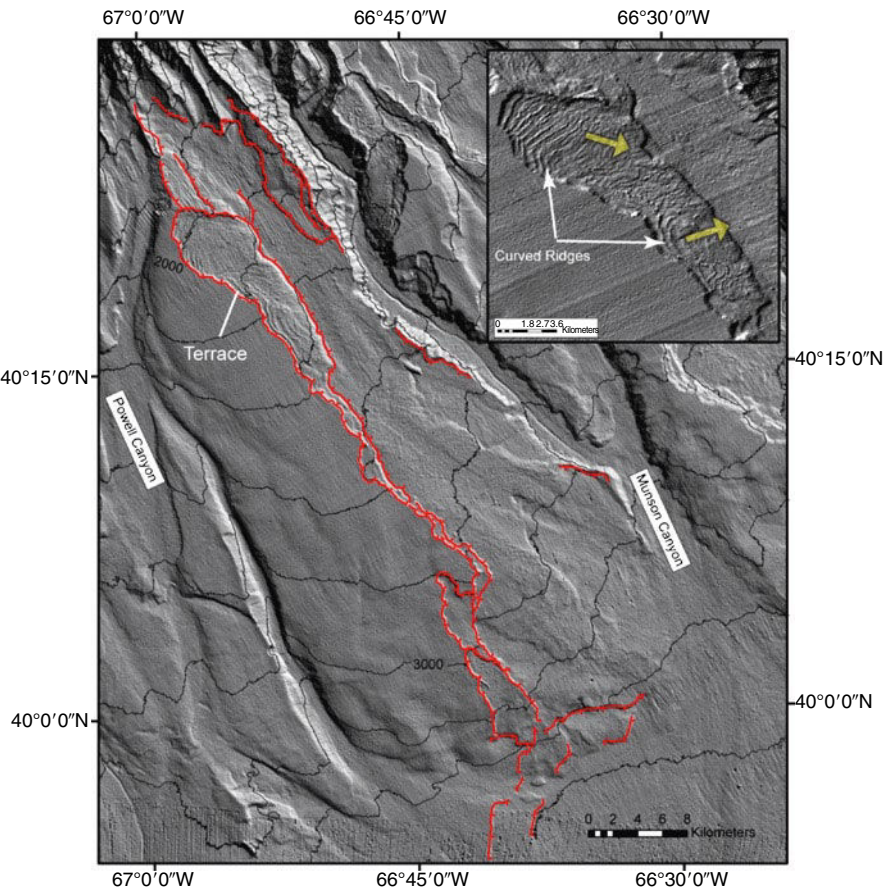 67°0′0″W 66°45′0″W 66°30′0″W
Curved Ridges
0 1.8 2.7 3.6
Kilometers
2000
Terrace
40°15′0″N
40°15′0″N
Powell Canyon
Munson Canyon
3000
40°0′0″N
40°0′0″N
0 2 4 6 8
Kilometers
67°0′0″W 66°45′0″W 66°30′0″W